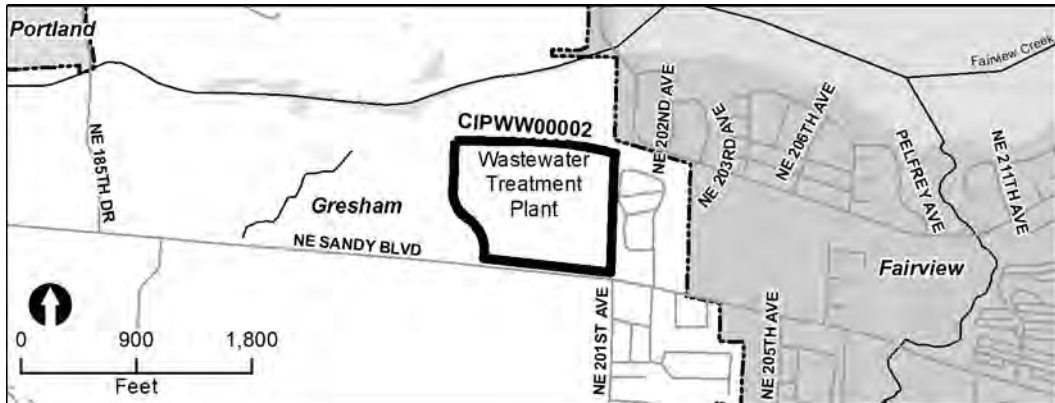 Portland
Fairview Creek
CIPWW00002
Wastewater
Treatment
Plant
NE 185TH DR
Gresham
NE SANDY BLVD
NE 202ND AVE
NE 203RD AVE
NE 206TH AVE
PELFREY AVE
NE 211TH AVE
Fairview
NE 201ST AVE
NE 205TH AVE
0 900 1,800
Feet